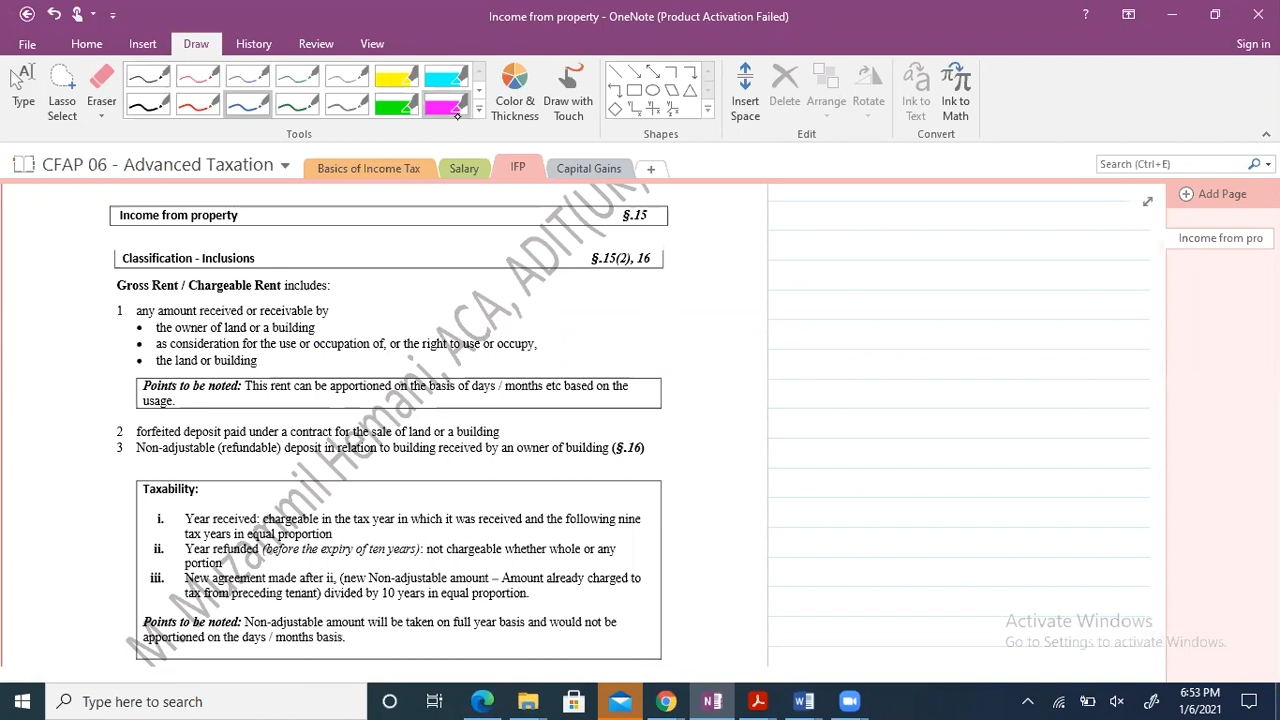 Income from property - OneNote (Product Activation Failed)
?
Sign in
File
Home
Insert
Draw
History
Review
View
Type
Lasso Select
Eraser
Color & Thickness
Draw with Touch
Insert Space
Delete
Arrange
Rotate
Ink to Text
Ink to Math
Tools
Shapes
Edit
Convert
CFAP 06 - Advanced Taxation
Basics of Income Tax
Salary
IFP
Capital Gains
Search (Ctrl+E)
Add Page
Income from pro
Income from property §.15
Classification - Inclusions §.15(2), 16
Gross Rent / Chargeable Rent includes:
1 any amount received or receivable by
• the owner of land or a building
• as consideration for the use or occupation of, or the right to use or occupy,
• the land or building
Points to be noted: This rent can be apportioned on the basis of days / months etc based on the
usage.
2 forfeited deposit paid under a contract for the sale of land or a building
3 Non-adjustable (refundable) deposit in relation to building received by an owner of building (§.16)
Taxability:
i. Year received: chargeable in the tax year in which it was received and the following nine
tax years in equal proportion
ii. Year refunded (before the expiry of ten years): not chargeable whether whole or any
portion
iii. New agreement made after ii, (new Non-adjustable amount – Amount already charged to
tax from preceding tenant) divided by 10 years in equal proportion.
Points to be noted: Non-adjustable amount will be taken on full year basis and would not be
apportioned on the days / months basis.
M. Muzammil Hemani, ACA, ADIT(UK)
Activate Windows
Go to Settings to activate Windows.
Type here to search
6:53 PM
1/6/2021